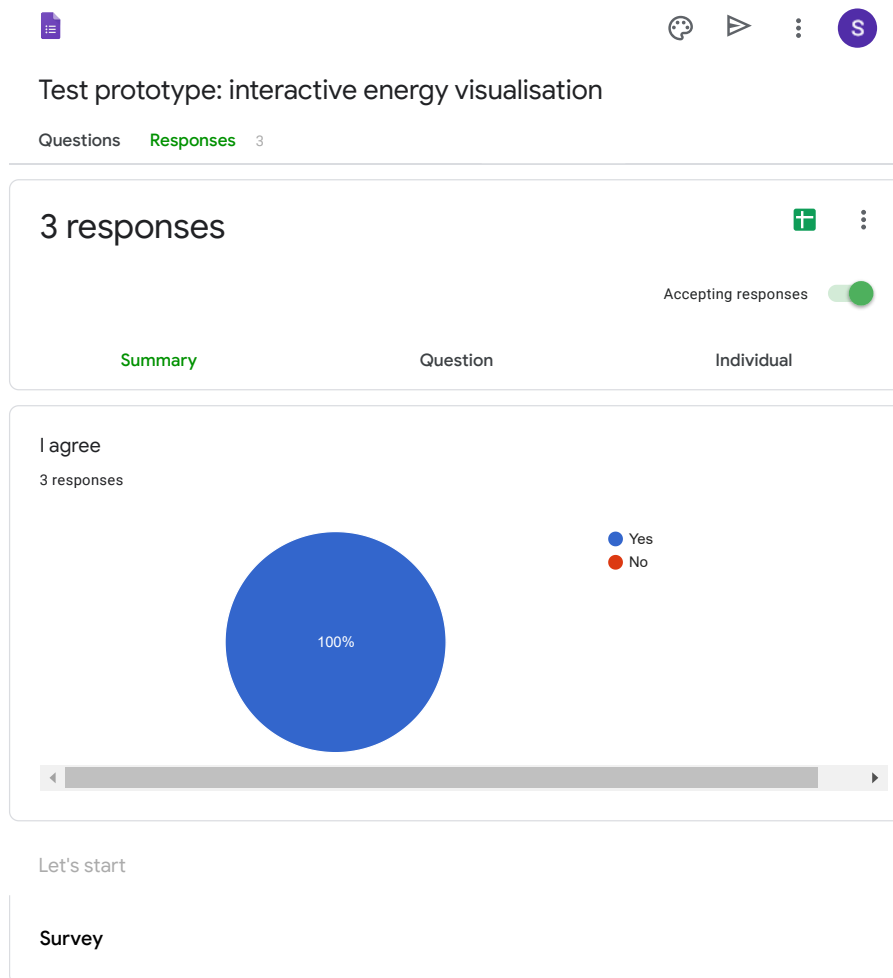 S
Test prototype: interactive energy visualisation
Questions Responses 3
3 responses
Accepting responses
Summary Question Individual
I agree
3 responses
Yes
No
100%
Let's start
Survey